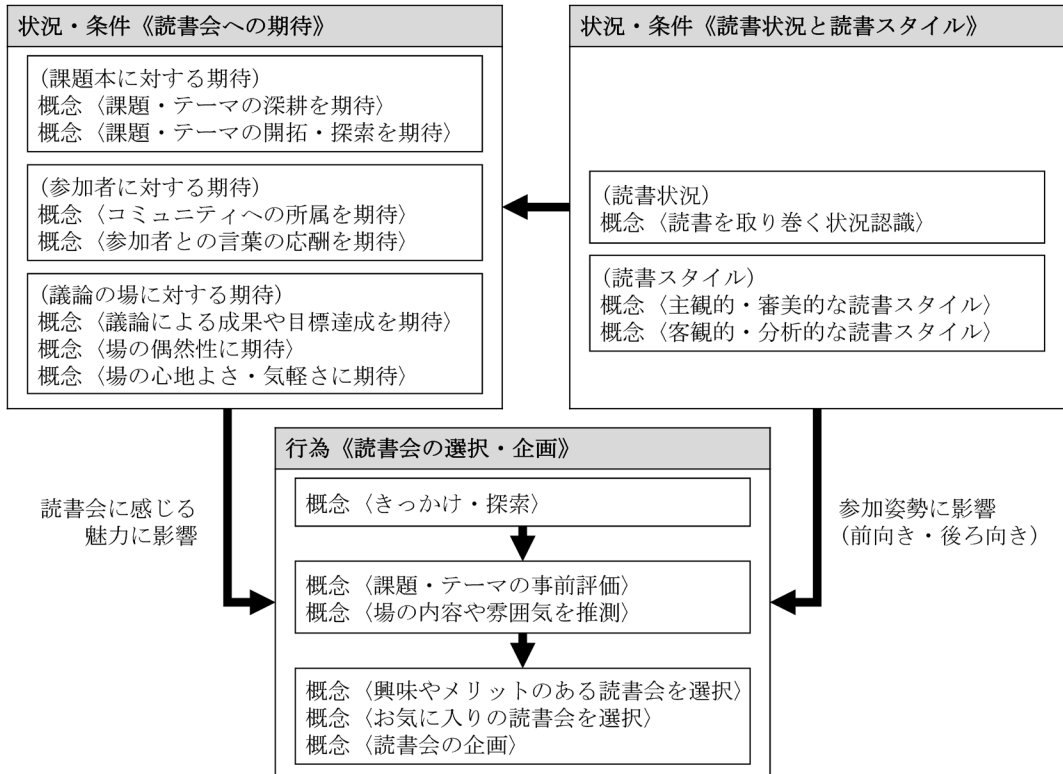 状況・条件《読書会への期待》
(課題本に対する期待)
概念〈課題・テーマの深耕を期待〉
概念〈課題・テーマの開拓・探索を期待〉
(参加者に対する期待)
概念〈コミュニティへの所属を期待〉
概念〈参加者との言葉の応酬を期待〉
(議論の場に対する期待)
概念〈議論による成果や目標達成を期待〉
概念〈場の偶然性に期待〉
概念〈場の心地よさ・気軽さに期待〉
状況・条件《読書状況と読書スタイル》
(読書状況)
概念〈読書を取り巻く状況認識〉
(読書スタイル)
概念〈主観的・審美的な読書スタイル〉
概念〈客観的・分析的な読書スタイル〉
読書会に感じる
魅力に影響
行為《読書会の選択・企画》
概念〈きっかけ・探索〉
概念〈課題・テーマの事前評価〉
概念〈場の内容や雰囲気を推測〉
概念〈興味やメリットのある読書会を選択〉
概念〈お気に入りの読書会を選択〉
概念〈読書会の企画〉
参加姿勢に影響
(前向き・後ろ向き)